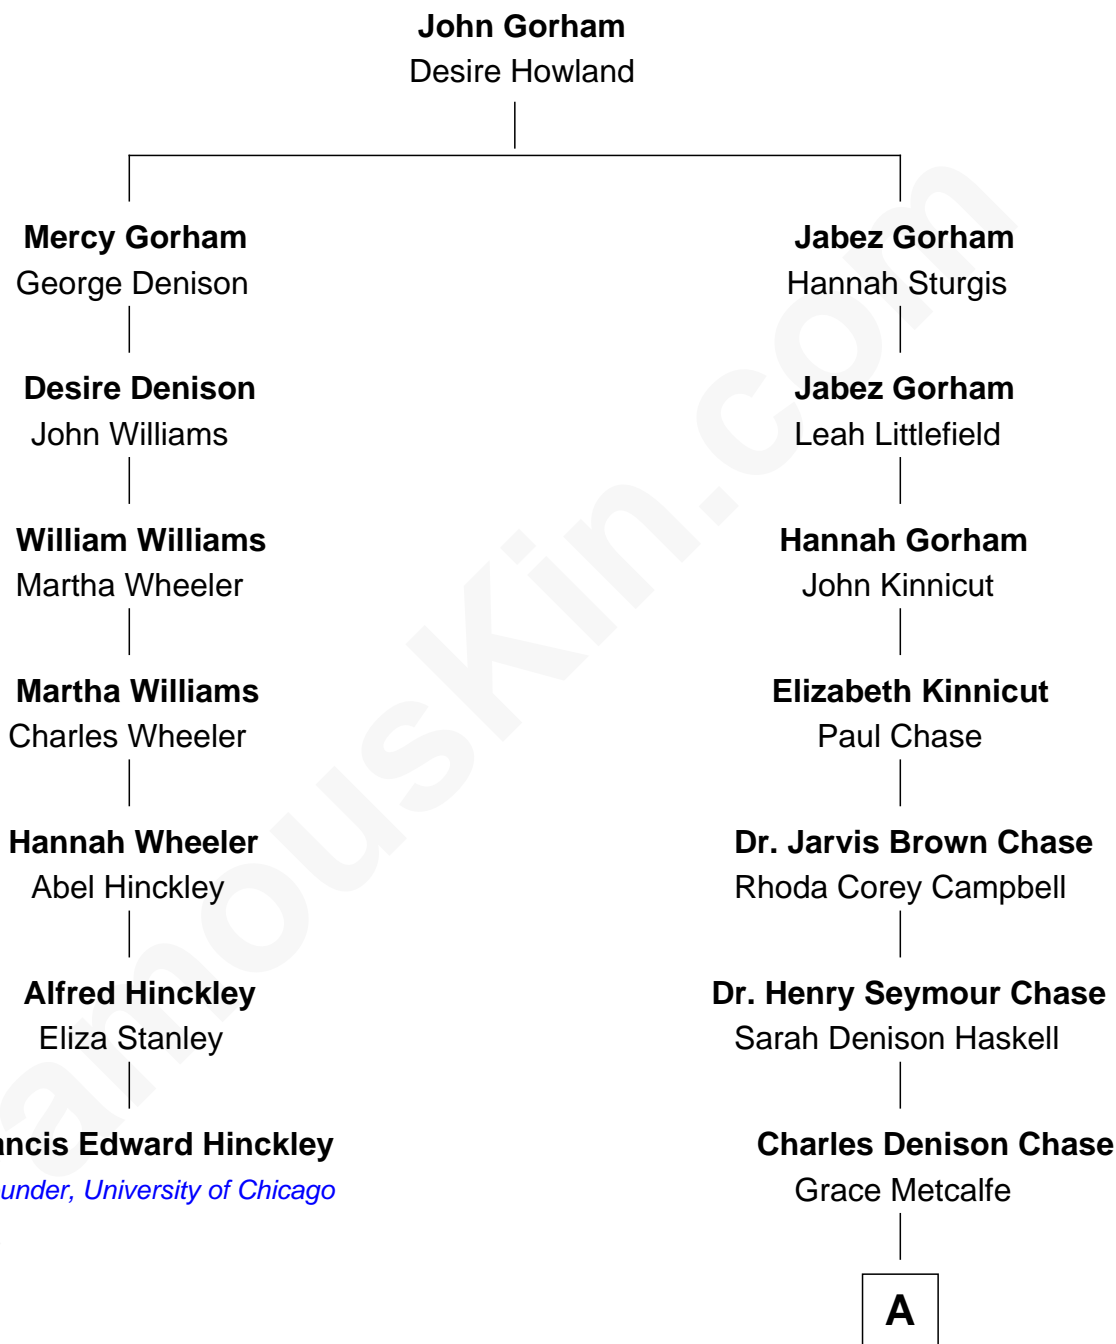 John Gorham
Desire Howland
Mercy Gorham
George Denison
Jabez Gorham
Hannah Sturgis
Desire Denison
John Williams
Jabez Gorham
Leah Littlefield
William Williams
Martha Wheeler
Hannah Gorham
John Kinnicut
Martha Williams
Charles Wheeler
Elizabeth Kinnicut
Paul Chase
Hannah Wheeler
Abel Hinckley
Dr. Jarvis Brown Chase
Rhoda Corey Campbell
Alfred Hinckley
Eliza Stanley
Dr. Henry Seymour Chase
Sarah Denison Haskell
ancis Edward Hinckley
under, University of Chicago
Charles Denison Chase
Grace Metcalfe
A
amouskin.com